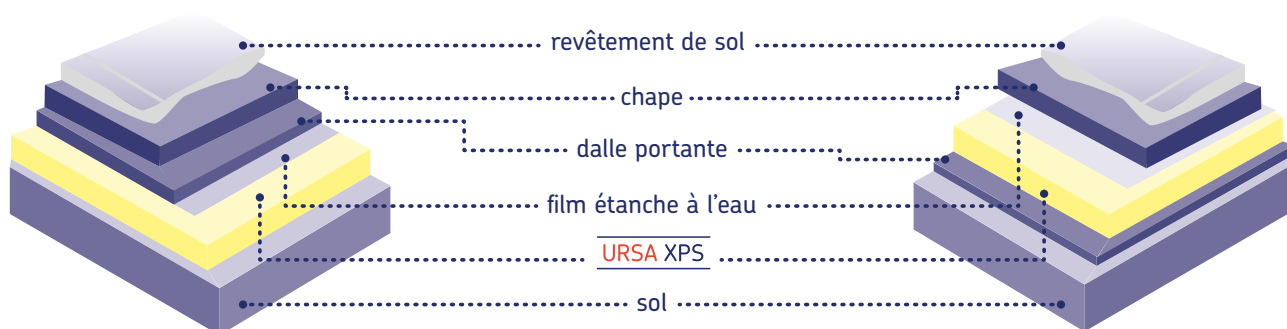 revêtement de sol
chape
dalle portante
film étanche à l'eau
URSA XPS
sol